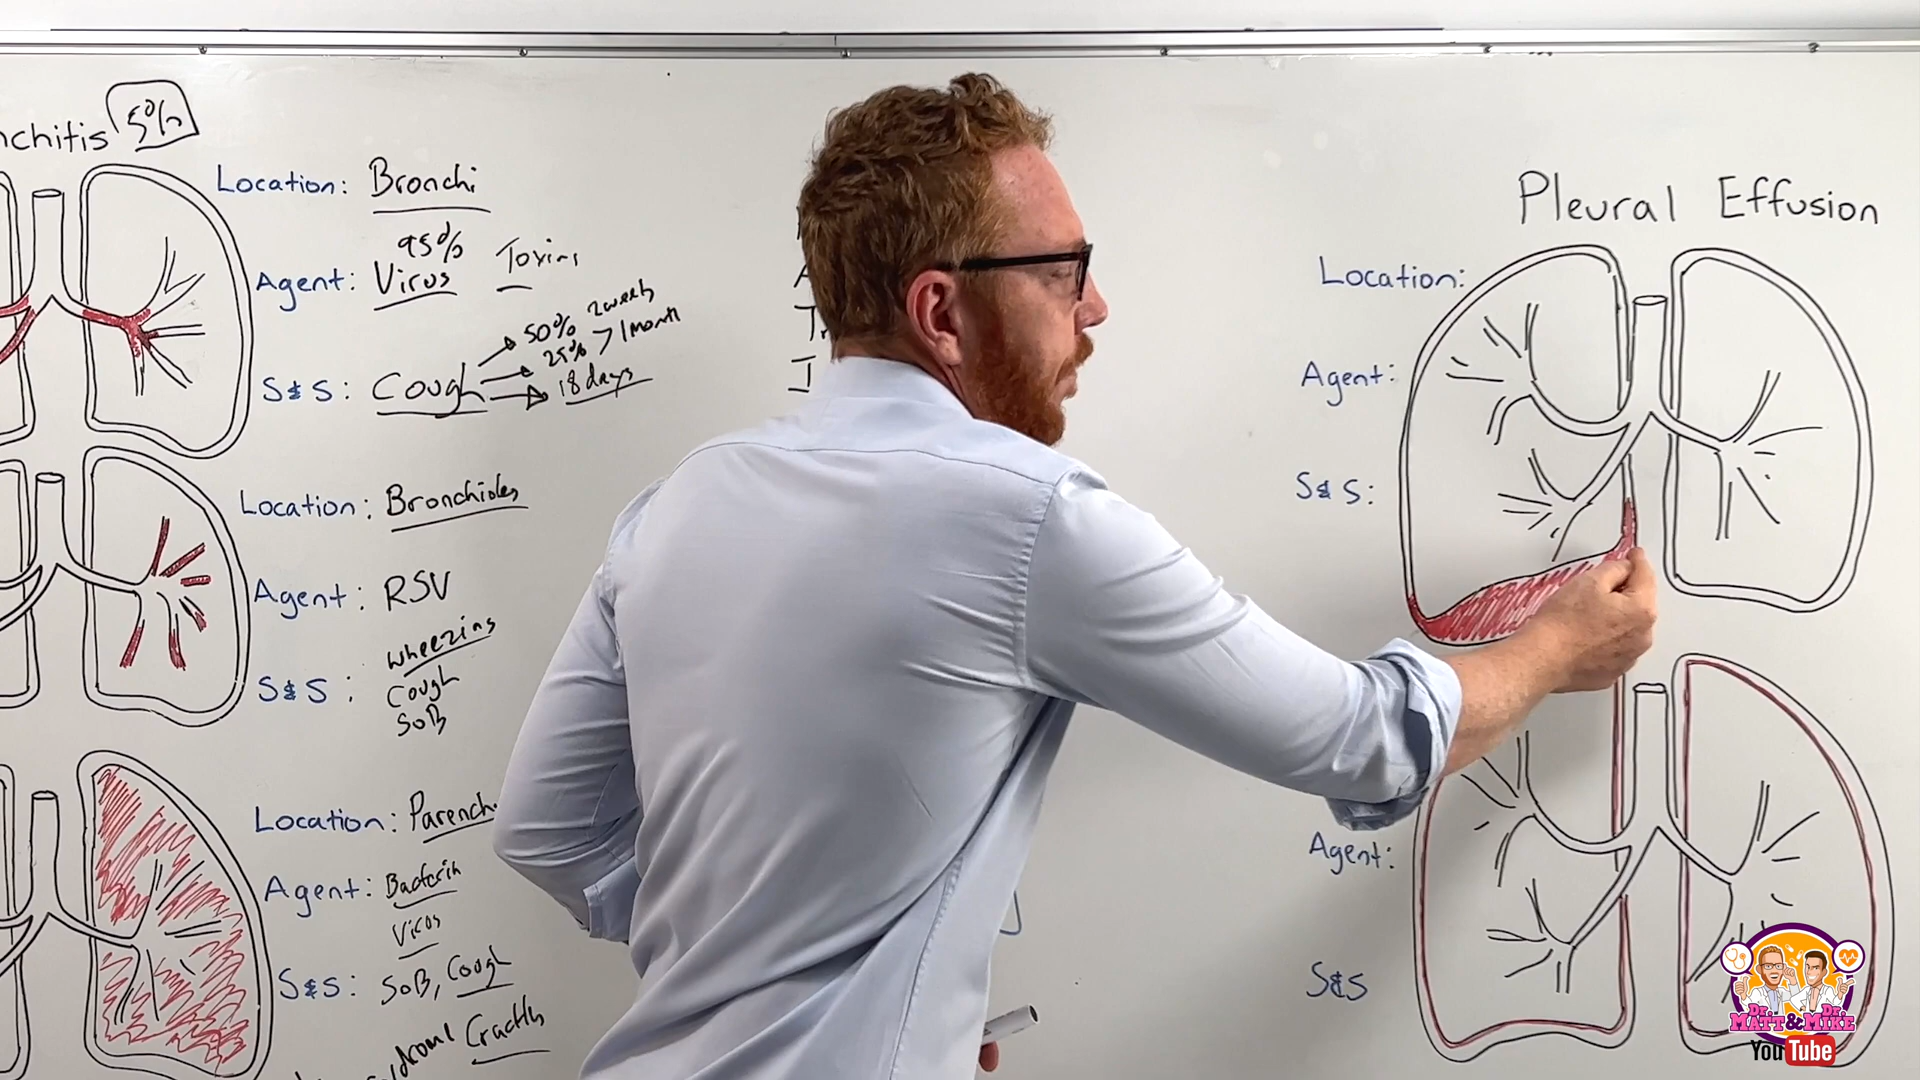 nchitis 5%
Location: Bronchi
95%
Agent: Virus Toxins
50% 2 weeks
25% > 1 month
18 days
S&S: Cough
Location: Bronchioles
Agent: RSV
wheezing
S&S: Cough
SoB
Location: Parench
Agent: Bacteria
Virus
S&S: SoB, Cough
Crackles
Pleural Effusion
Location:
Agent:
S&S:
Agent:
S&S
Dr. Dr.
MATT & MIKE
YouTube